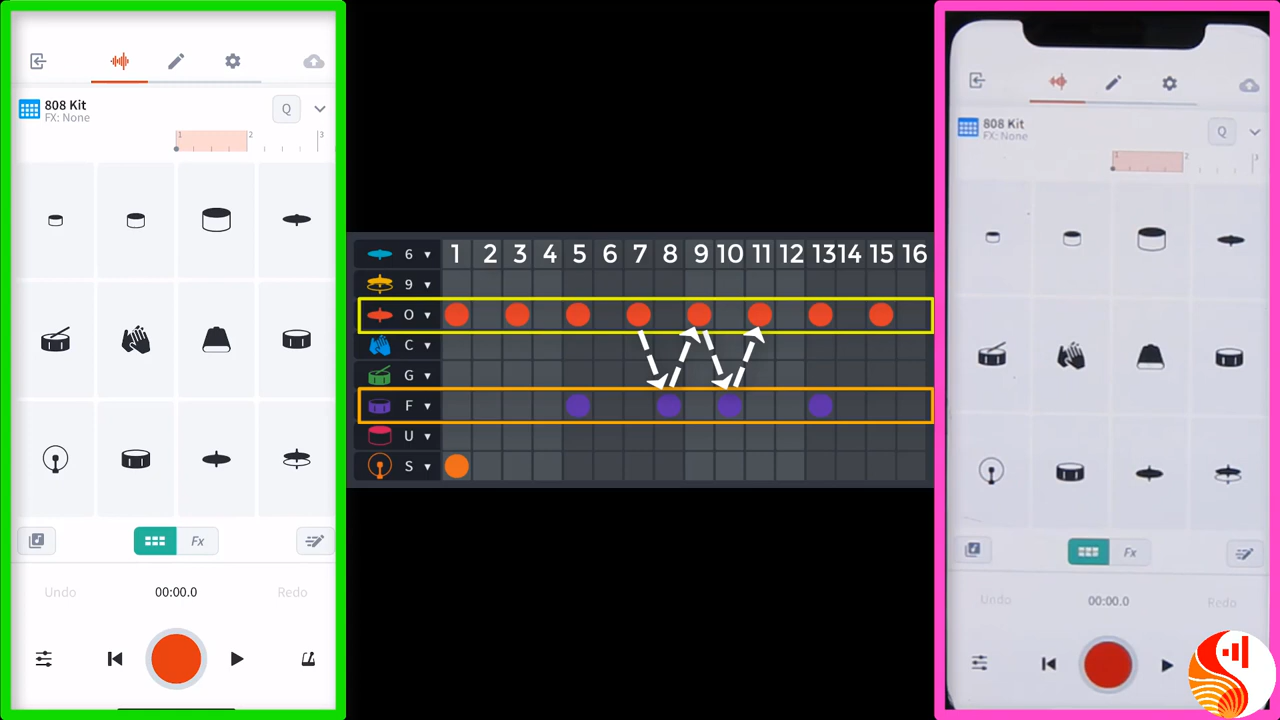 808 Kit
FX: None
Q
1 2 3
Fx
Undo 00:00.0 Redo
6 1 2 3 4 5 6 7 8 9 10 11 12 13 14 15 16
9
O
C
G
F
U
S
808 Kit
FX: None
Q
1 2 3
Fx
Undo 00:00.0 Redo